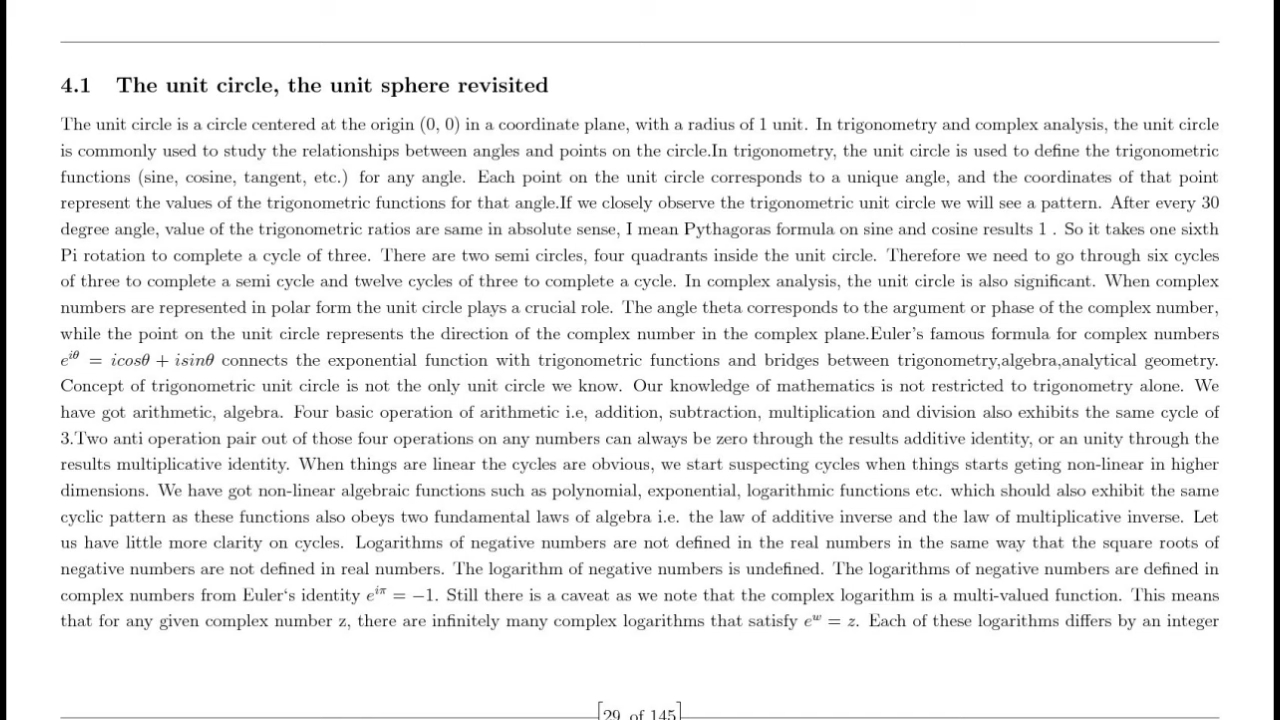 4.1 The unit circle, the unit sphere revisited
The unit circle is a circle centered at the origin (0, 0) in a coordinate plane, with a radius of 1 unit. In trigonometry and complex analysis, the unit circle
is commonly used to study the relationships between angles and points on the circle.In trigonometry, the unit circle is used to define the trigonometric
functions (sine, cosine, tangent, etc.) for any angle. Each point on the unit circle corresponds to a unique angle, and the coordinates of that point
represent the values of the trigonometric functions for that angle.If we closely observe the trigonometric unit circle we will see a pattern. After every 30
degree angle, value of the trigonometric ratios are same in absolute sense, I mean Pythagoras formula on sine and cosine results 1 . So it takes one sixth
Pi rotation to complete a cycle of three. There are two semi circles, four quadrants inside the unit circle. Therefore we need to go through six cycles
of three to complete a semi cycle and twelve cycles of three to complete a cycle. In complex analysis, the unit circle is also significant. When complex
numbers are represented in polar form the unit circle plays a crucial role. The angle theta corresponds to the argument or phase of the complex number,
while the point on the unit circle represents the direction of the complex number in the complex plane.Euler's famous formula for complex numbers
e^{iθ} = icosθ + isinθ connects the exponential function with trigonometric functions and bridges between trigonometry,algebra,analytical geometry.
Concept of trigonometric unit circle is not the only unit circle we know. Our knowledge of mathematics is not restricted to trigonometry alone. We
have got arithmetic, algebra. Four basic operation of arithmetic i.e, addition, subtraction, multiplication and division also exhibits the same cycle of
3.Two anti operation pair out of those four operations on any numbers can always be zero through the results additive identity, or an unity through the
results multiplicative identity. When things are linear the cycles are obvious, we start suspecting cycles when things starts geting non-linear in higher
dimensions. We have got non-linear algebraic functions such as polynomial, exponential, logarithmic functions etc. which should also exhibit the same
cyclic pattern as these functions also obeys two fundamental laws of algebra i.e. the law of additive inverse and the law of multiplicative inverse. Let
us have little more clarity on cycles. Logarithms of negative numbers are not defined in the real numbers in the same way that the square roots of
negative numbers are not defined in real numbers. The logarithm of negative numbers is undefined. The logarithms of negative numbers are defined in
complex numbers from Euler‘s identity e^{iπ} = −1. Still there is a caveat as we note that the complex logarithm is a multi-valued function. This means
that for any given complex number z, there are infinitely many complex logarithms that satisfy e^w = z. Each of these logarithms differs by an integer
[29 of 145]